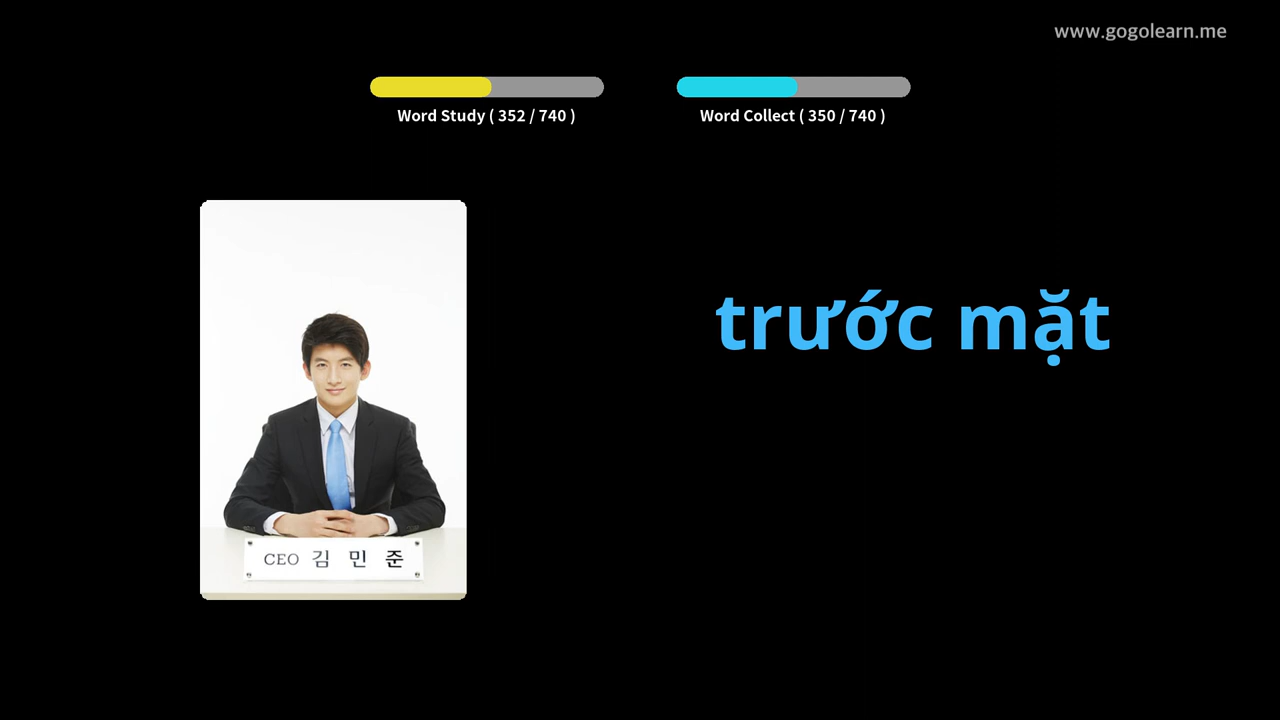 www.gogolearn.me
Word Study ( 352 / 740 )
Word Collect ( 350 / 740 )
trước mặt
CEO 김 민 준